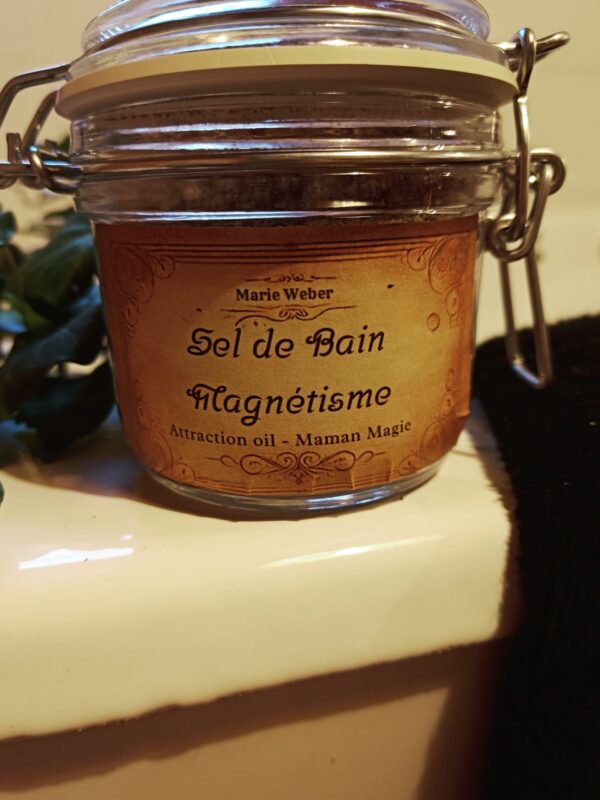 Marie Weber
Sel de Bain
Magnétisme
Attraction oil - Maman Magie